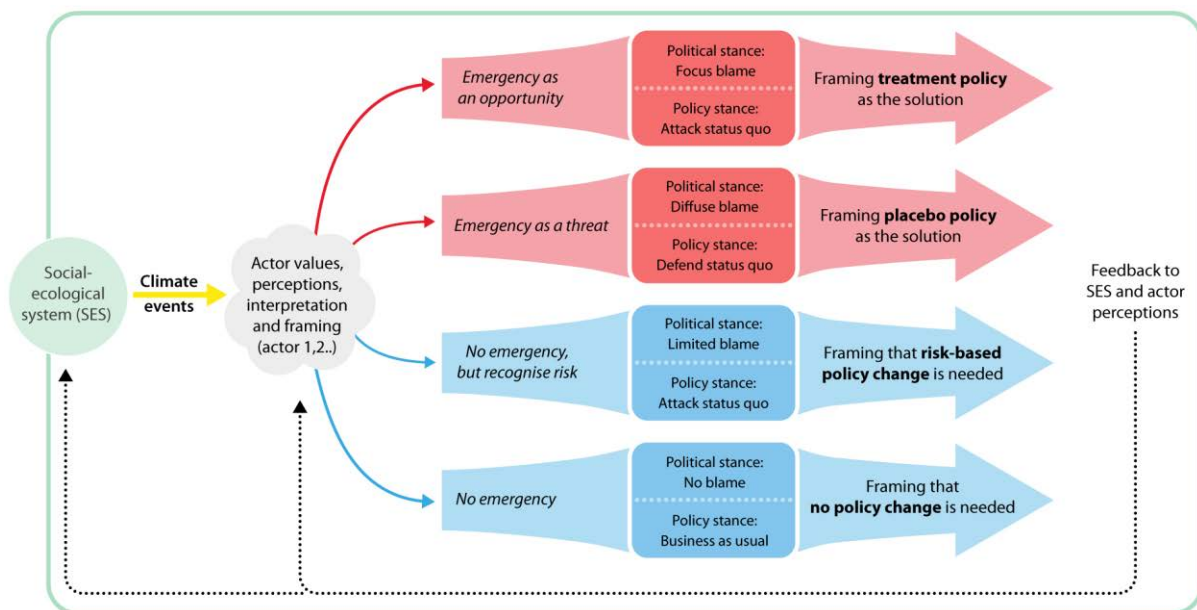 Social-
ecological
system (SES)
Climate
events
Actor values,
perceptions,
interpretation
and framing
(actor 1,2..)
Emergency as
an opportunity
Political stance:
Focus blame
Policy stance:
Attack status quo
Framing treatment policy
as the solution
Emergency as a threat
Political stance:
Diffuse blame
Policy stance:
Defend status quo
Framing placebo policy
as the solution
No emergency,
but recognise risk
Political stance:
Limited blame
Policy stance:
Attack status quo
Framing that risk-based
policy change is needed
No emergency
Political stance:
No blame
Policy stance:
Business as usual
Framing that
no policy change is needed
Feedback to
SES and actor
perceptions